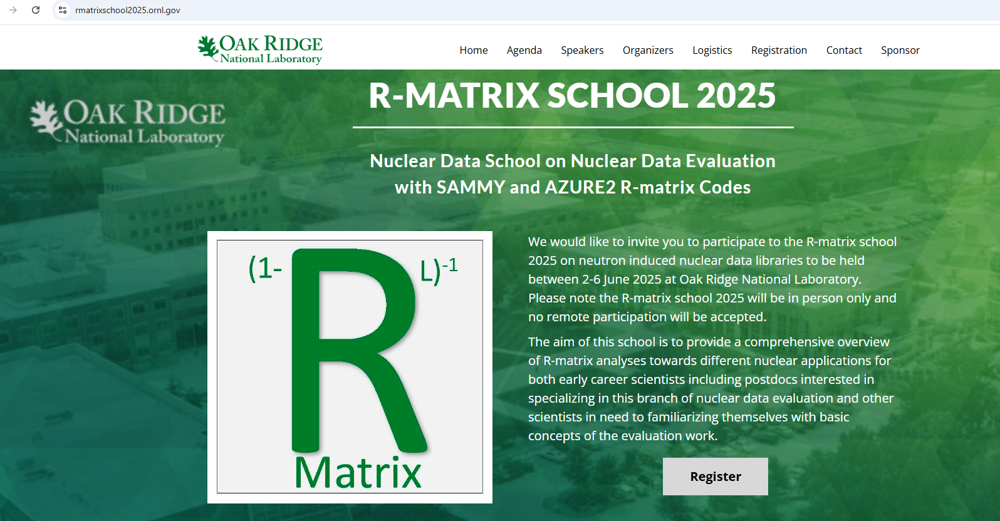 rmatrixschool2025.ornl.gov
OAK RIDGE
National Laboratory
Home Agenda Speakers Organizers Logistics Registration Contact Sponsor
OAK RIDGE
National Laboratory
R-MATRIX SCHOOL 2025
Nuclear Data School on Nuclear Data Evaluation
with SAMMY and AZURE2 R-matrix Codes
(1- R L)⁻¹
Matrix
We would like to invite you to participate to the R-matrix school
2025 on neutron induced nuclear data libraries to be held
between 2-6 June 2025 at Oak Ridge National Laboratory.
Please note the R-matrix school 2025 will be in person only and
no remote participation will be accepted.
The aim of this school is to provide a comprehensive overview
of R-matrix analyses towards different nuclear applications for
both early career scientists including postdocs interested in
specializing in this branch of nuclear data evaluation and other
scientists in need to familiarizing themselves with basic
concepts of the evaluation work.
Register